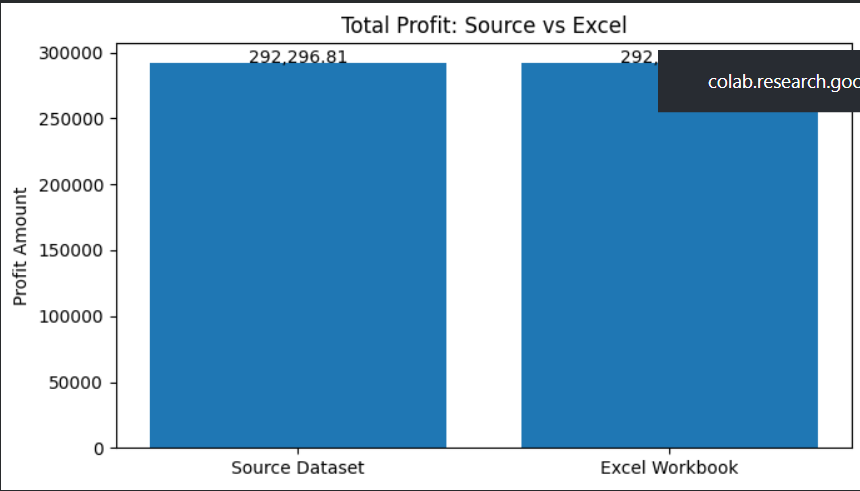 Total Profit: Source vs Excel
300000
292,296.81
292,
colab.research.goo
250000
200000
Profit Amount
150000
100000
50000
0
Source Dataset
Excel Workbook